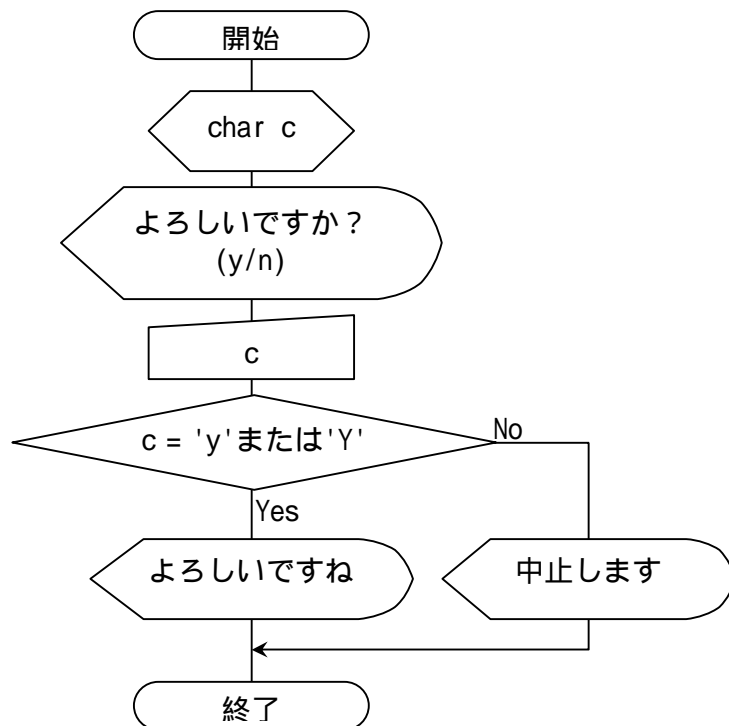 開始
char c
よろしいですか？
(y/n)
c
c = 'y'または'Y'
No
Yes
よろしいですね
中止します
終了